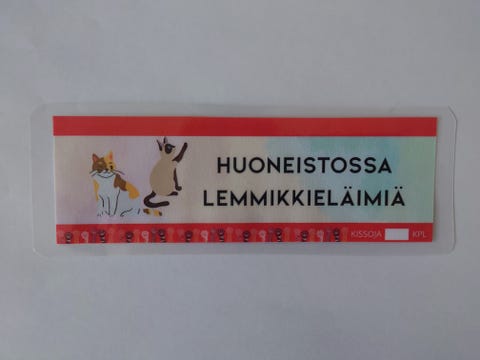 HUONEISTOSSA
LEMMIKKIELÄIMIÄ
KISSOJA KPL